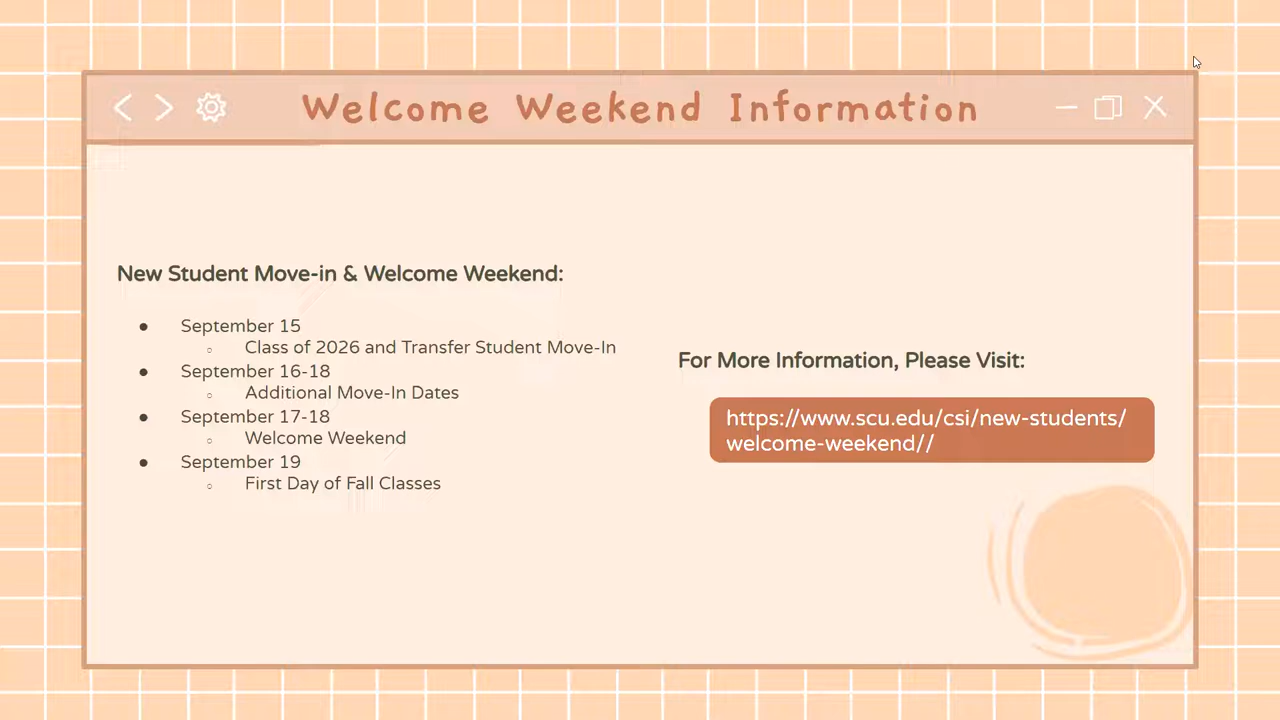 Welcome Weekend Information
New Student Move-in & Welcome Weekend:
● September 15
○ Class of 2026 and Transfer Student Move-In
● September 16-18
○ Additional Move-In Dates
● September 17-18
○ Welcome Weekend
● September 19
○ First Day of Fall Classes
For More Information, Please Visit:
https://www.scu.edu/csi/new-students/
welcome-weekend//